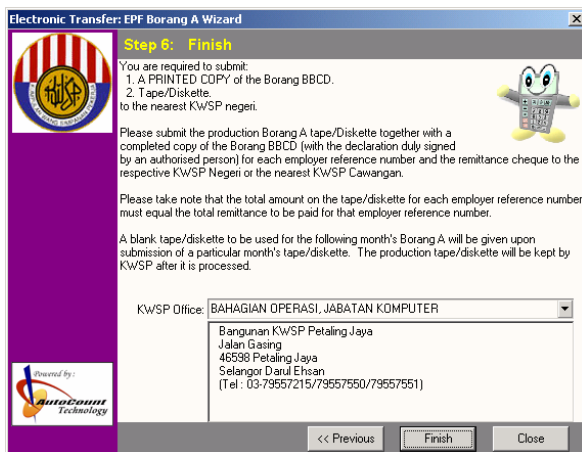 Electronic Transfer: EPF Borang A Wizard
Step 6: Finish
You are required to submit:
1. A PRINTED COPY of the Borang BBCD.
2. Tape/Diskette.
to the nearest KWSP negeri.
Please submit the production Borang A tape/Diskette together with a
completed copy of the Borang BBCD (with the declaration duly signed
by an authorised person) for each employer reference number and the remittance cheque to the
respective KWSP Negeri or the nearest KWSP Cawangan.
Please take note that the total amount on the tape/diskette for each employer reference number
must equal the total remittance to be paid for that employer reference number.
A blank tape/diskette to be used for the following month's Borang A will be given upon
submission of a particular month's tape/diskette. The production tape/diskette will be kept by
KWSP after it is processed.
KWSP Office: BAHAGIAN OPERASI, JABATAN KOMPUTER
Bangunan KWSP Petaling Jaya
Jalan Gasing
46598 Petaling Jaya
Selangor Darul Ehsan
(Tel : 03-79557215/79557550/79557551)
Powered by :
AutoCount
Technology
<< Previous
Finish
Close